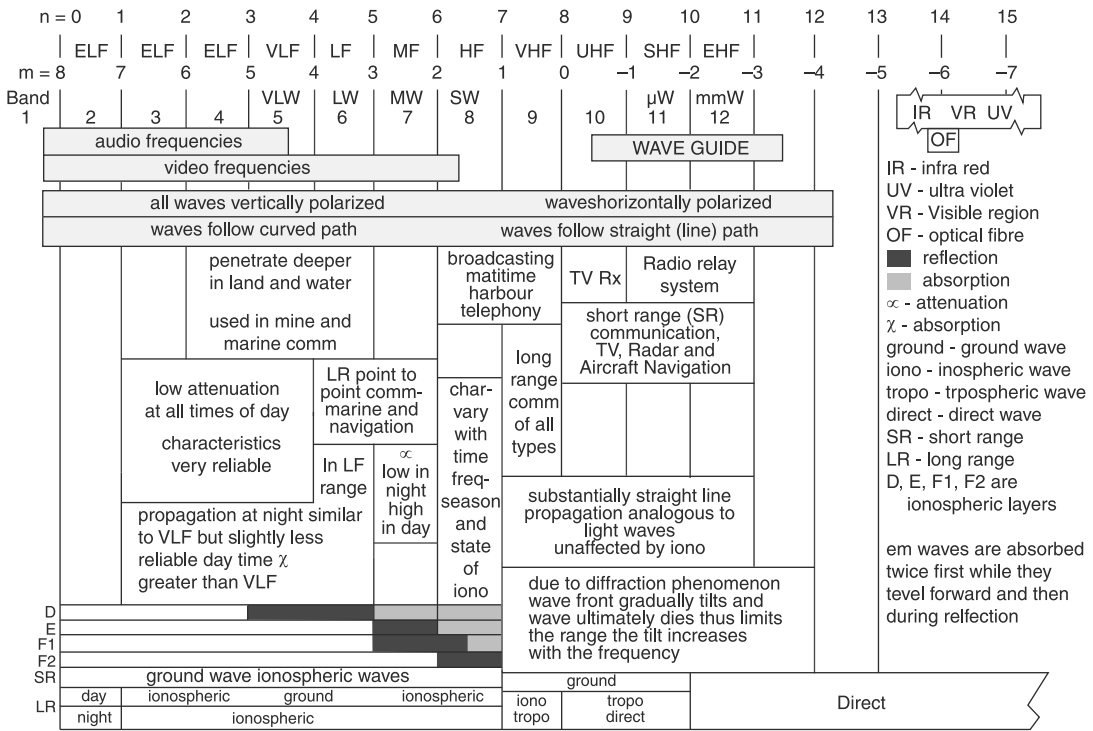 n = 0 1 2 3 4 5 6 7 8 9 10 11 12 13 14 15
ELF ELF ELF VLF LF MF HF VHF UHF SHF EHF
m = 8 7 6 5 4 3 2 1 0 –1 –2 –3 –4 –5 –6 –7
Band VLW LW MW SW µW mmW
1 2 3 4 5 6 7 8 9 10 11 12
IR VR UV
OF
audio frequencies
WAVE GUIDE
video frequencies
all waves vertically polarized waveshorizontally polarized
waves follow curved path waves follow straight (line) path
penetrate deeper
in land and water
used in mine and
marine comm
broadcasting
matitime
harbour
telephony
TV Rx
Radio relay
system
short range (SR)
communication,
TV, Radar and
Aircraft Navigation
low attenuation
at all times of day
characteristics
very reliable
LR point to
point comm-
marine and
navigation
In LF
range
∝
low in
night
high
in day
char-
vary
with
time
freq-
season
and
state
of
iono
long
range
comm
of all
types
propagation at night similar
to VLF but slightly less
reliable day time χ
greater than VLF
substantially straight line
propagation analogous to
light waves
unaffected by iono
due to diffraction phenomenon
wave front gradually tilts and
wave ultimately dies thus limits
the range the tilt increases
with the frequency
D
E
F1
F2
SR ground wave ionospheric waves ground
LR
day ionospheric ground ionospheric
night ionospheric
iono
tropo
tropo
direct
Direct
IR - infra red
UV - ultra violet
VR - Visible region
OF - optical fibre
reflection
absorption
∝ - attenuation
χ - absorption
ground - ground wave
iono - inospheric wave
tropo - trpospheric wave
direct - direct wave
SR - short range
LR - long range
D, E, F1, F2 are
ionospheric layers
em waves are absorbed
twice first while they
tevel forward and then
during relfection